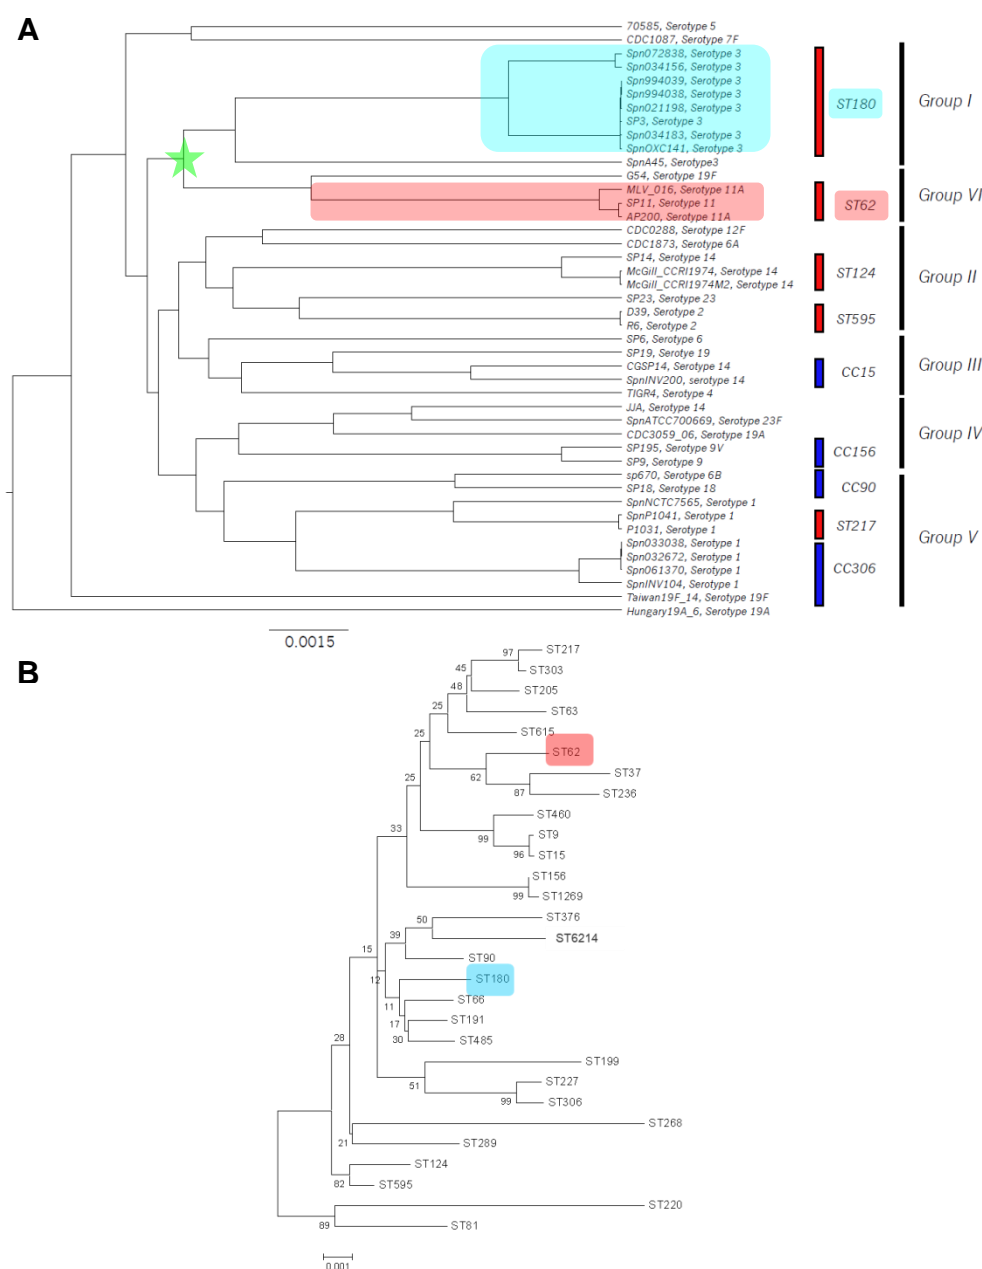 A
70585, Serotype 5
CDC1087, Serotype 7F
Spn072838, Serotype 3
Spn034156, Serotype 3
Spn994039, Serotype 3
Spn994038, Serotype 3
Spn021198, Serotype 3
SP3, Serotype 3
Spn034183, Serotype 3
SpnOXC141, Serotype 3
SpnA45, Serotype3
G54, Serotype 19F
MLV_016, Serotype 11A
SP11, Serotype 11
AP200, Serotype 11A
CDC0288, Serotype 12F
CDC1873, Serotype 6A
SP14, Serotype 14
McGill_CCRI1974, Serotype 14
McGill_CCRI1974M2, Serotype 14
SP23, Serotype 23
D39, Serotype 2
R6, Serotype 2
SP6, Serotype 6
SP19, Serotye 19
CGSP14, Serotype 14
SpnINV200, serotype 14
TIGR4, Serotype 4
JJA, Serotype 14
SpnATCC700669, Serotype 23F
CDC3059_06, Serotype 19A
SP195, Serotype 9V
SP9, Serotype 9
sp670, Serotype 6B
SP18, Serotype 18
SpnNCTC7565, Serotype 1
SpnP1041, Serotype 1
P1031, Serotype 1
Spn033038, Serotype 1
Spn032672, Serotype 1
Spn061370, Serotype 1
SpnINV104, Serotype 1
Taiwan19F_14, Serotype 19F
Hungary19A_6, Serotype 19A
ST180
ST62
ST124
ST595
CC15
CC156
CC90
ST217
CC306
Group I
Group VI
Group II
Group III
Group IV
Group V
0.0015
B
97
ST217
ST303
45
ST205
48
ST63
25
ST615
25
ST62
62
ST37
87
ST236
25
ST460
99
ST9
96
ST15
33
ST156
99
ST1269
50
ST376
ST6214
39
ST90
15
12
ST180
11
ST66
17
ST191
30
ST485
28
ST199
51
ST227
99
ST306
ST268
21
ST289
ST124
82
ST595
ST220
89
ST81
0.001